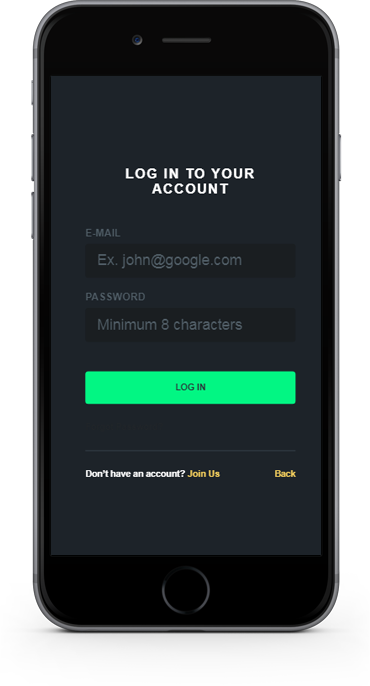 LOG IN TO YOUR
ACCOUNT
E-MAIL
Ex. john@google.com
PASSWORD
Minimum 8 characters
LOG IN
Don't have an account? Join Us
Back